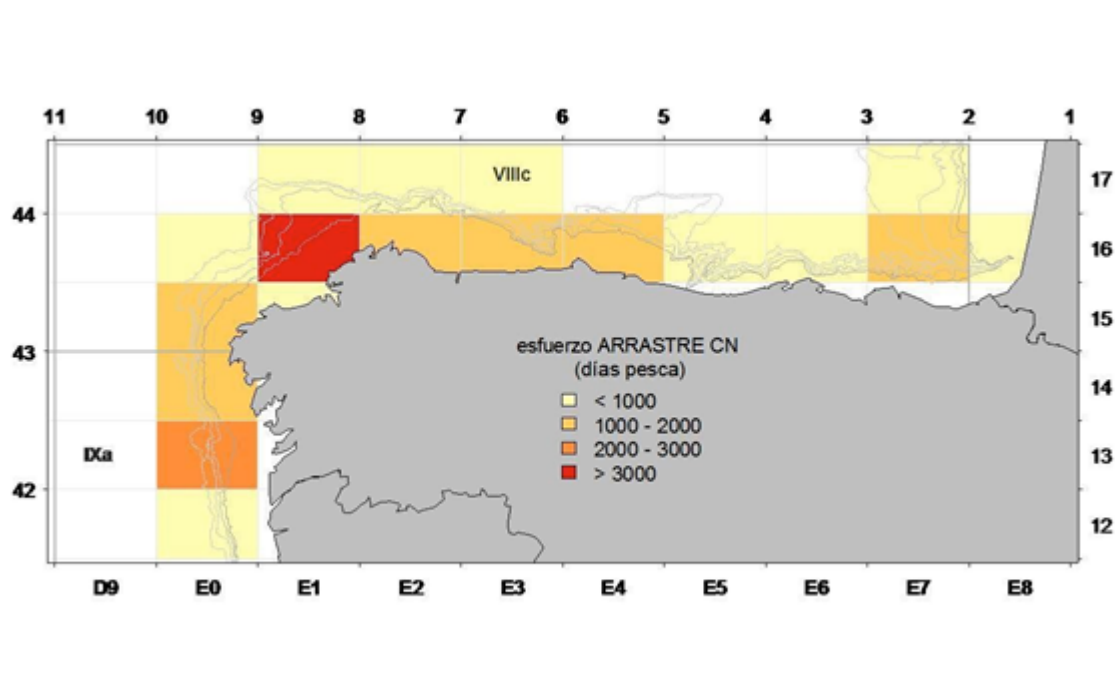 11 10 9 8 7 6 5 4 3 2 1
VIIIc
17
44
16
15
esfuerzo ARRASTRE CN
43
(días pesca)
14
< 1000
1000 - 2000
2000 - 3000
IXa
13
> 3000
42
12
D9 E0 E1 E2 E3 E4 E5 E6 E7 E8